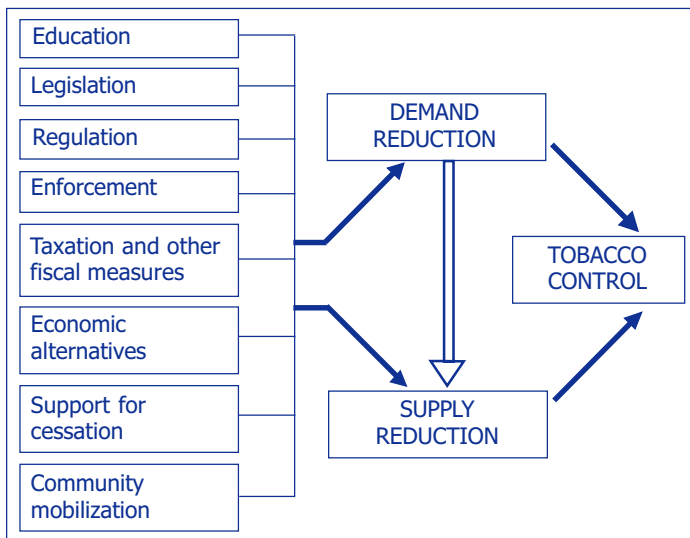 Education
Legislation
Regulation
Enforcement
Taxation and other
fiscal measures
Economic
alternatives
Support for
cessation
Community
mobilization
DEMAND
REDUCTION
SUPPLY
REDUCTION
TOBACCO
CONTROL